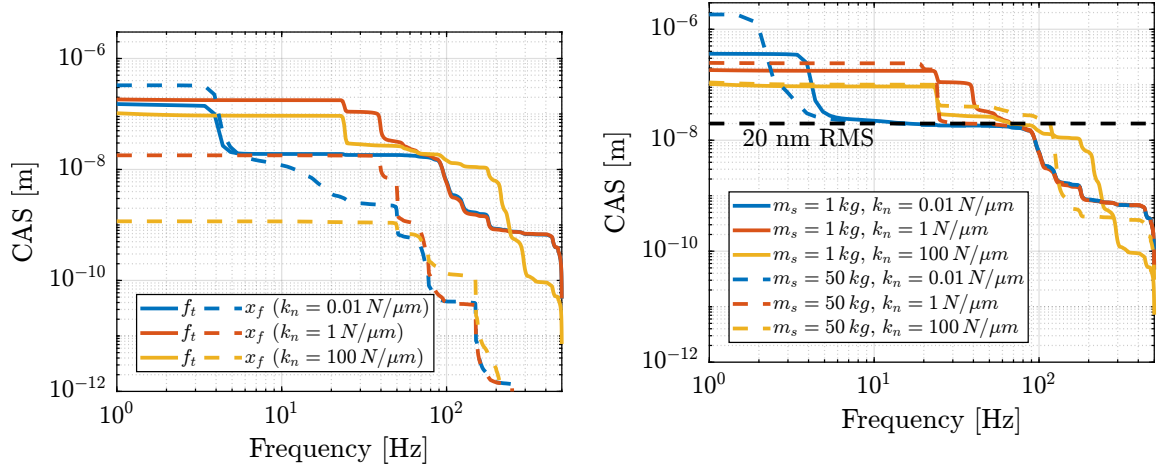 CAS [m]
10^{-6}
10^{-8}
10^{-10}
10^{-12}
f_t x_f (k_n = 0.01 N/μm)
f_t x_f (k_n = 1 N/μm)
f_t x_f (k_n = 100 N/μm)
10^0 10^1 10^2
Frequency [Hz]
CAS [m]
10^{-6}
10^{-8}
10^{-10}
10^{-12}
20 nm RMS
m_s = 1 kg, k_n = 0.01 N/μm
m_s = 1 kg, k_n = 1 N/μm
m_s = 1 kg, k_n = 100 N/μm
m_s = 50 kg, k_n = 0.01 N/μm
m_s = 50 kg, k_n = 1 N/μm
m_s = 50 kg, k_n = 100 N/μm
10^0 10^1 10^2
Frequency [Hz]